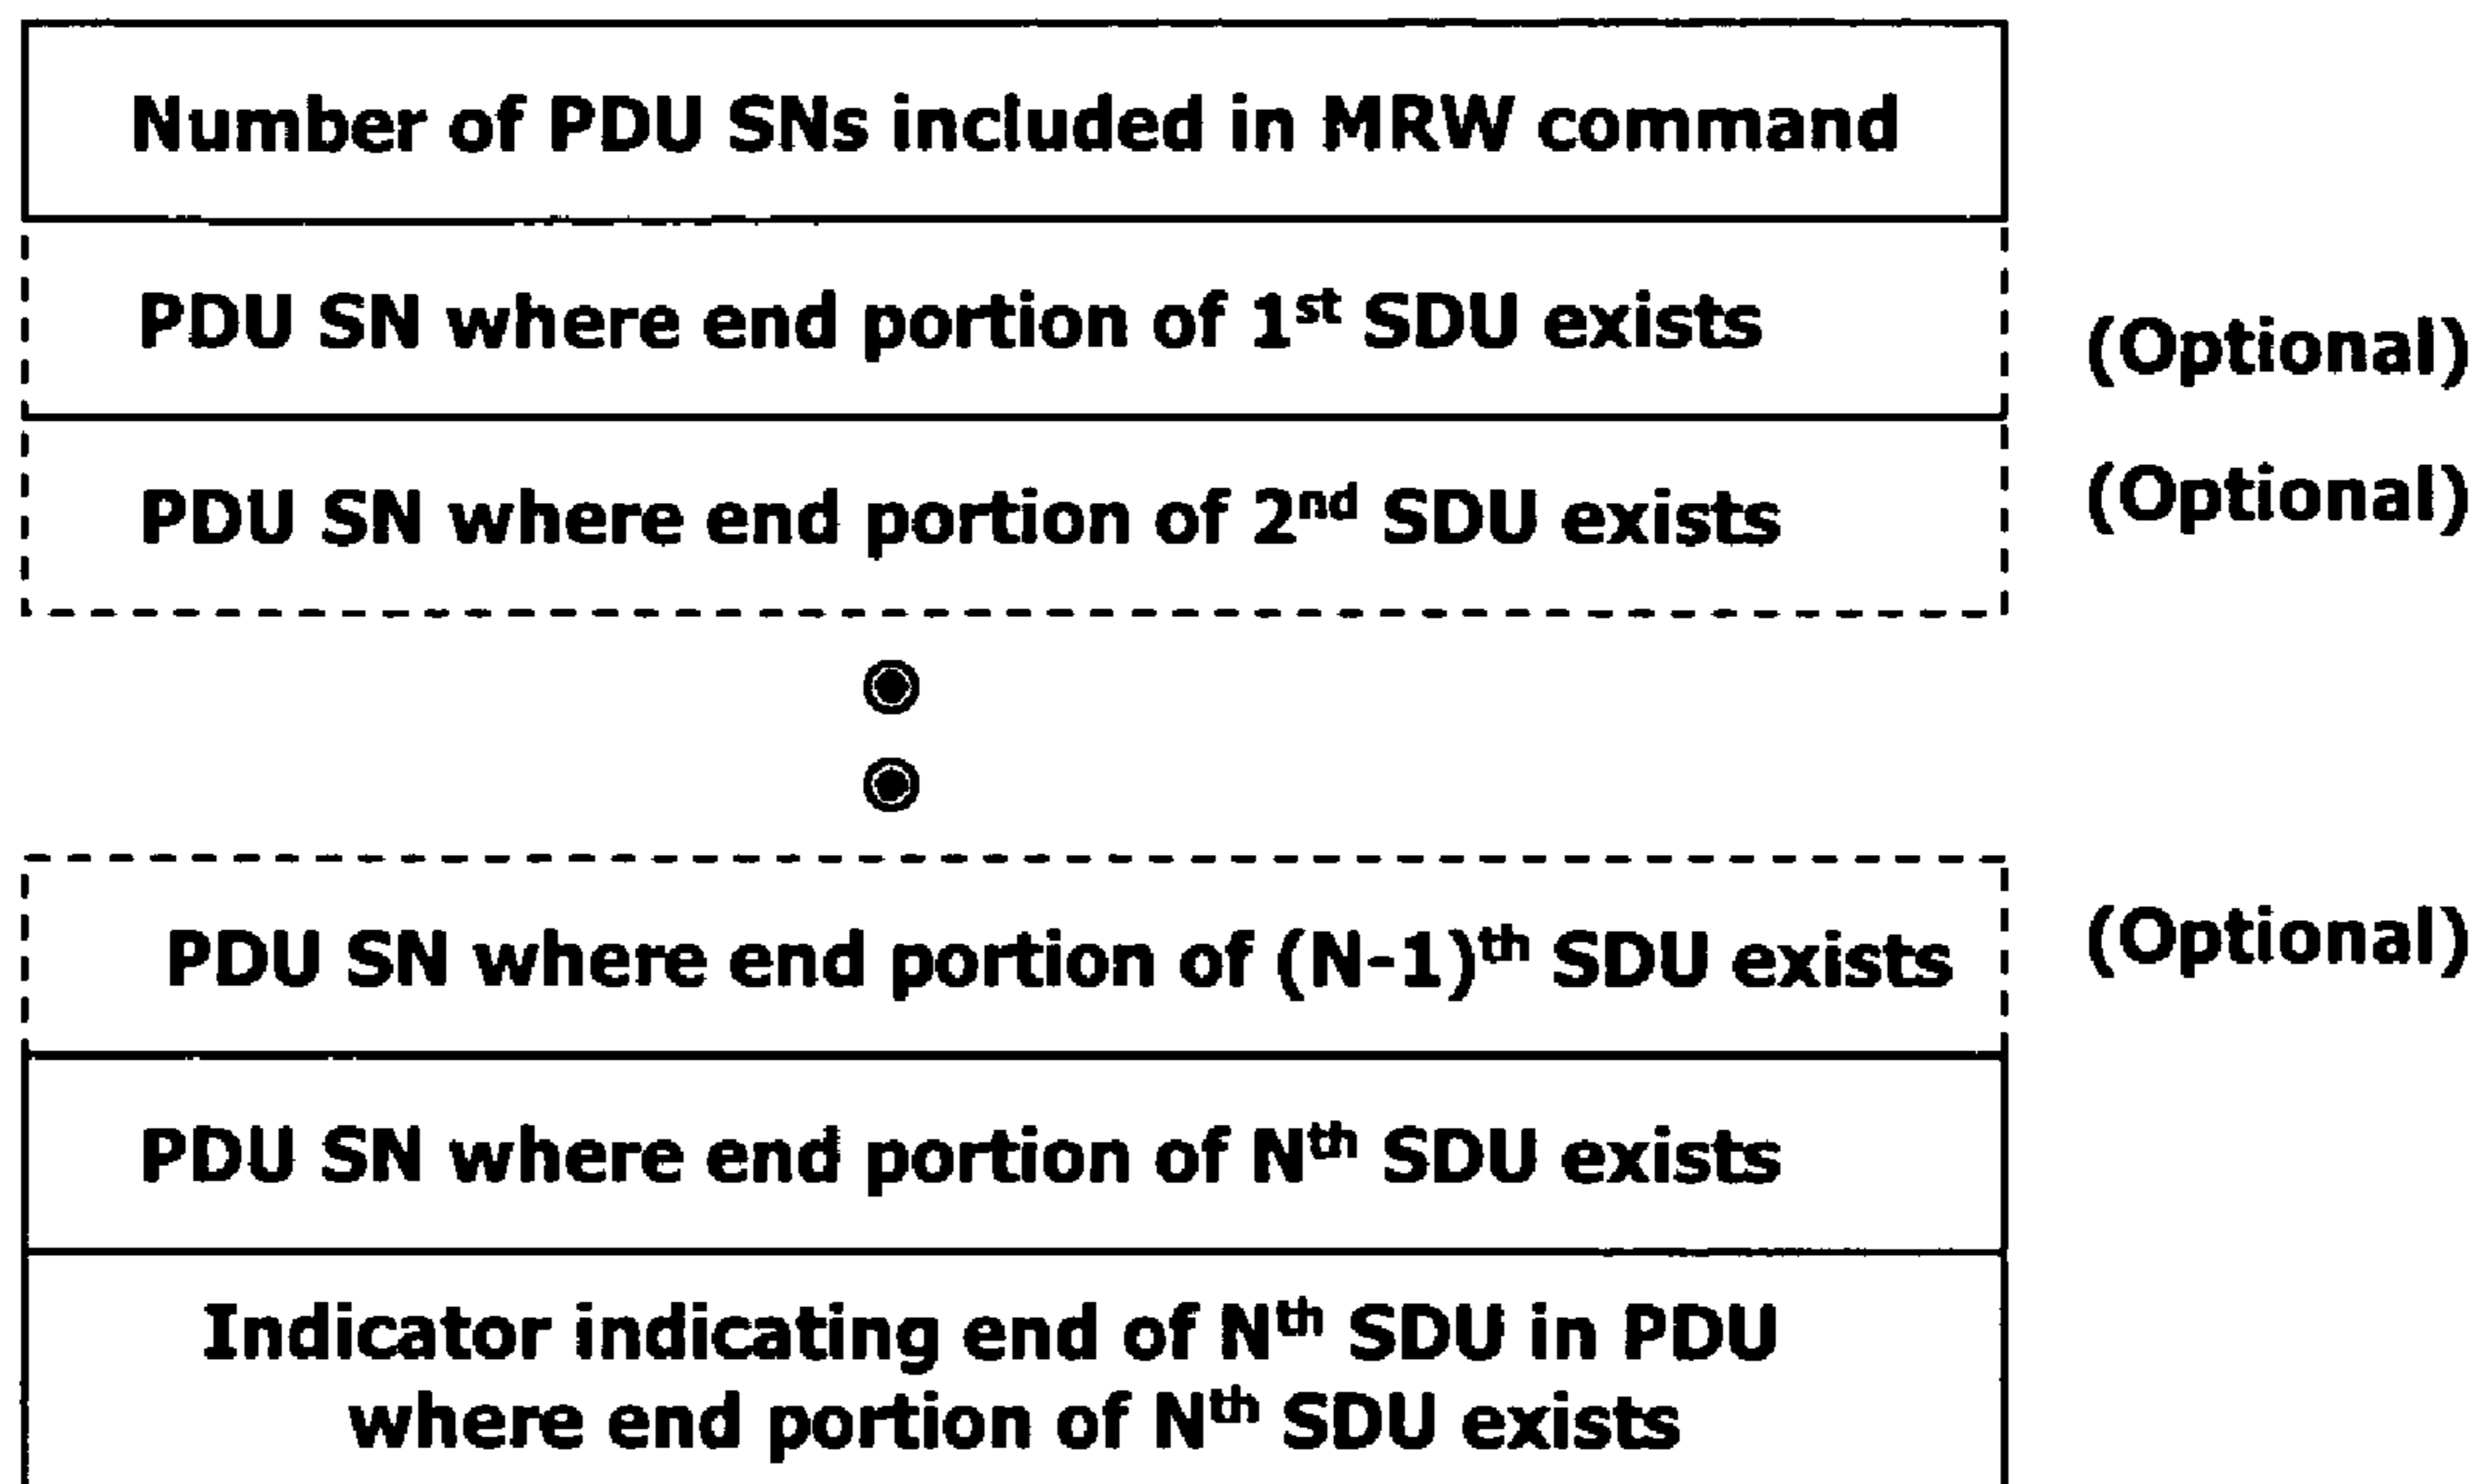 Number of PDU SNs included in MRW command
PDU SN where end portion of 1st SDU exists
(Optional)
PDU SN where end portion of 2nd SDU exists
(Optional)
PDU SN where end portion of (N-1)th SDU exists
(Optional)
PDU SN where end portion of Nth SDU exists
Indicator indicating end of Nth SDU in PDU
where end portion of Nth SDU exists